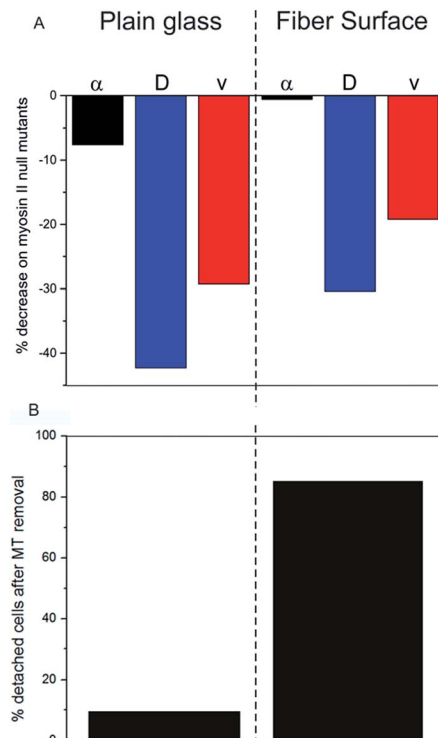 A
Plain glass
Fiber Surface
α D v α D v
0
-10
-20
-30
-40
% decrease on myosin II null mutants
B
100
80
60
40
20
0
% detached cells after MT removal